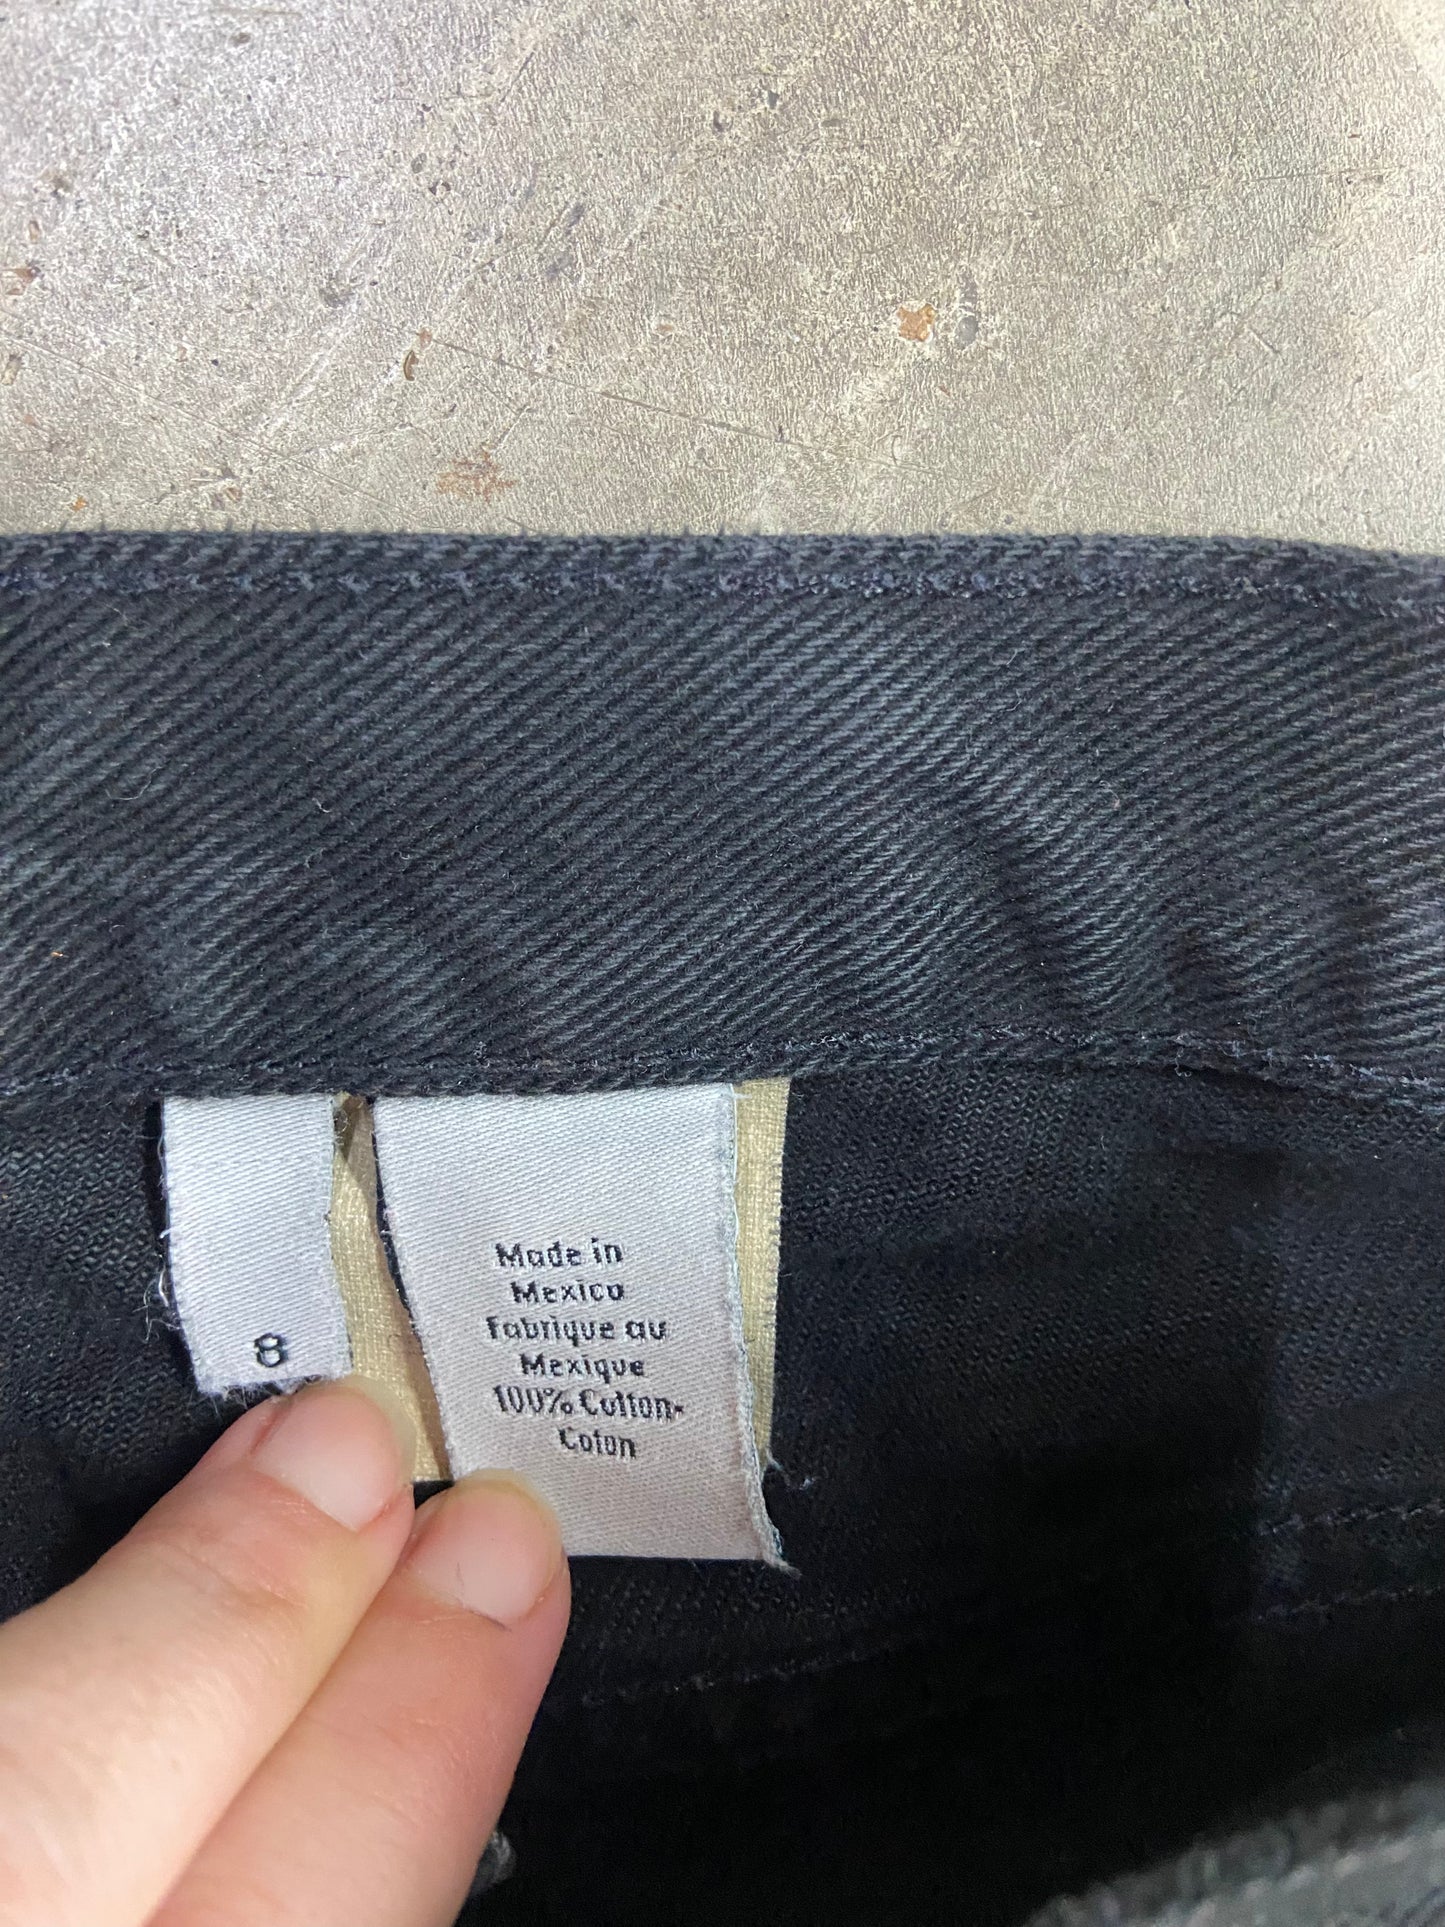 8
Made in
Mexico
Fabrique au
Mexique
100% Cotton-
Coton